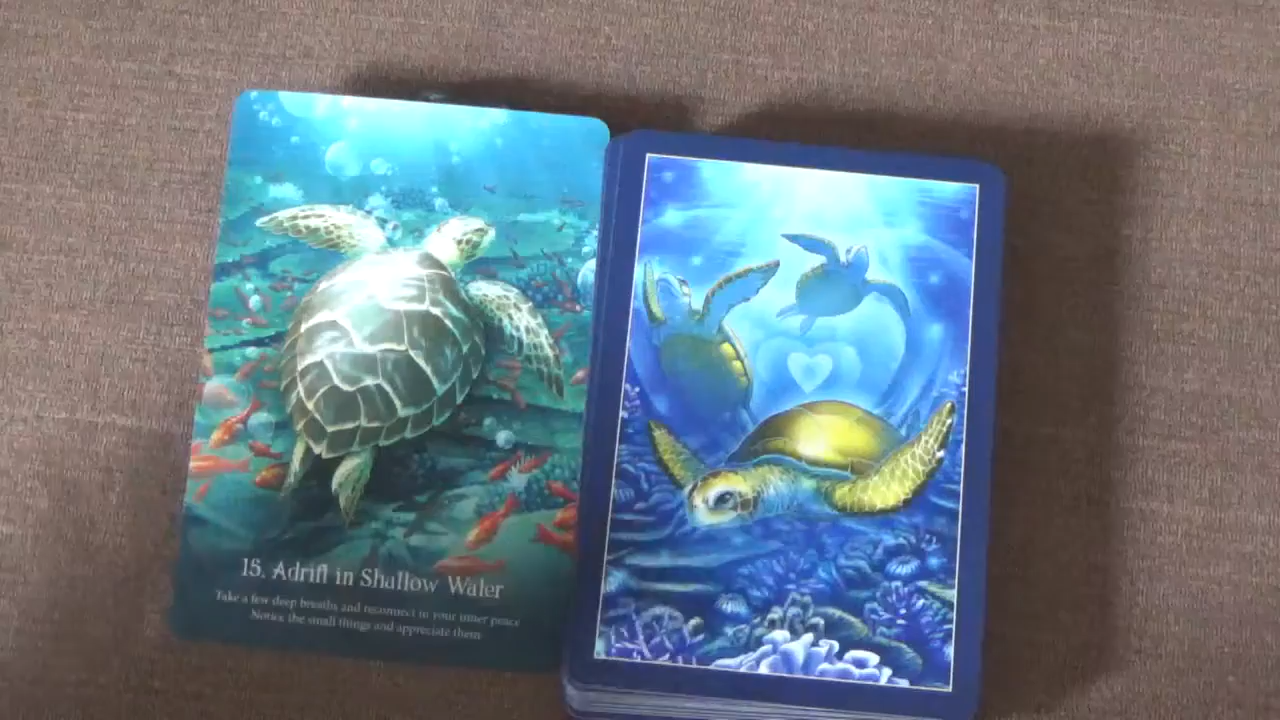 15. Adrift in Shallow Water
Take a few deep breaths and reconnect to your inner peace
Notice the small things and appreciate them